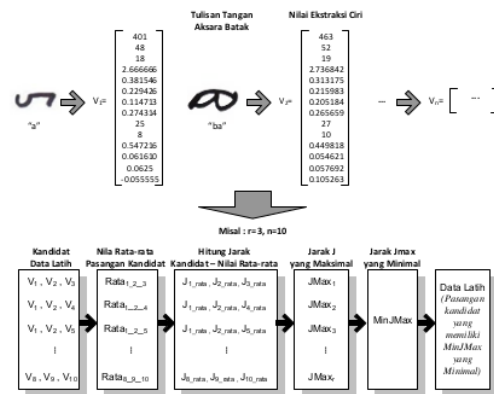 Tulisan Tangan
Aksara Batak
Nilai Ekstraksi Ciri
V₁=
401
48
18
2.666666
0.381546
0.229426
0.114713
0.274314
25
8
0.547216
0.061610
0.0625
-0.055555
"a"
V₂=
463
52
19
2.736842
0.313175
0.215983
0.205184
0.265659
27
10
0.449818
0.054621
0.057692
0.105263
"ba"
...
Vₙ= [ ... ]
Misal : r=3, n=10
Kandidat
Data Latih
V₁ , V₂ , V₃
V₁ , V₂ , V₄
V₁ , V₂ , V₅
|
V₈ , V₉ , V₁₀
Nila Rata-rata
Pasangan Kandidat
Rata₁_₂_₃
Rata₁_₂_₄
Rata₁_₂_₅
|
Rata₈_₉_₁₀
Hitung Jarak
Kandidat – Nilai Rata-rata
J₁_rata, J₂_rata, J₃_rata
J₁_rata, J₂_rata, J₄_rata
J₁_rata, J₂_rata, J₅_rata
|
J₈_rata, J₉_rata, J₁₀_rata
Jarak J
yang Maksimal
JMax₁
JMax₂
JMax₃
|
JMaxᵣ
Jarak Jmax
yang Minimal
MinJMax
Data Latih
(Pasangan
kandidat
yang
memiliki
MinJMax
yang
Minimal)